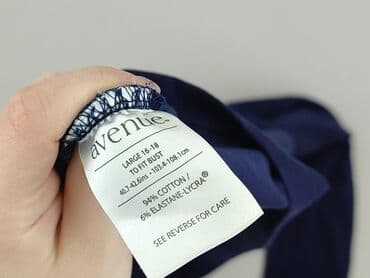 avenue.
LARGE 16-18
TO FIT BUST
40.7-42.6ins · 103.4-108.1cm
94% COTTON /
6% ELASTANE-LYCRA®
SEE REVERSE FOR CARE